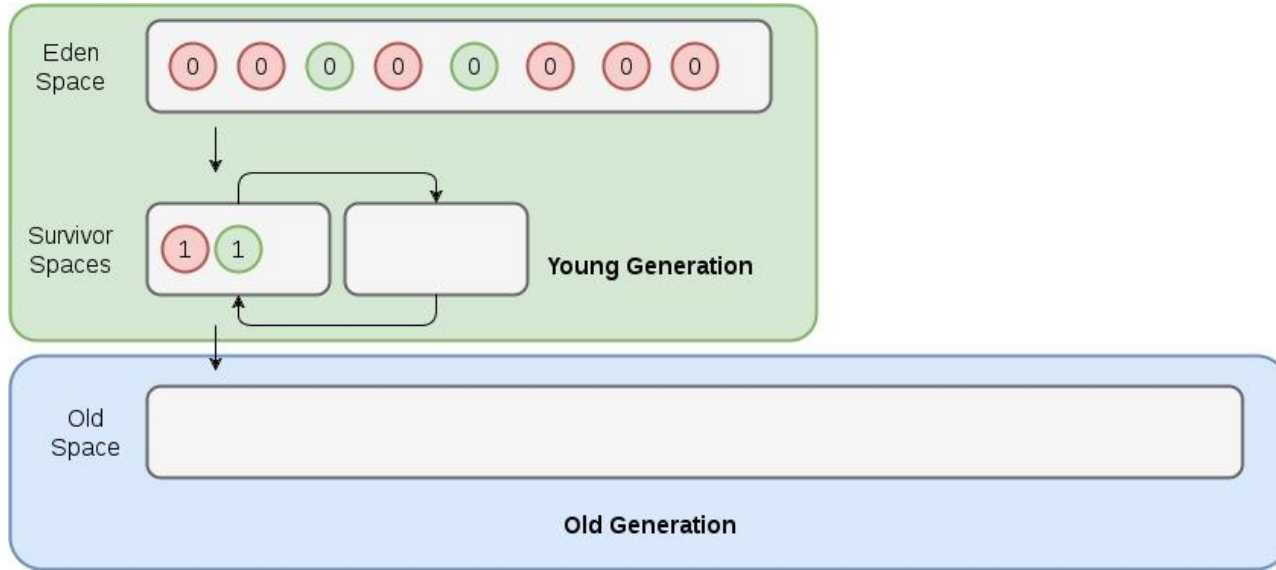 Eden
Space
0 0 0 0 0 0 0 0
Survivor
Spaces
1 1
Young Generation
Old
Space
Old Generation